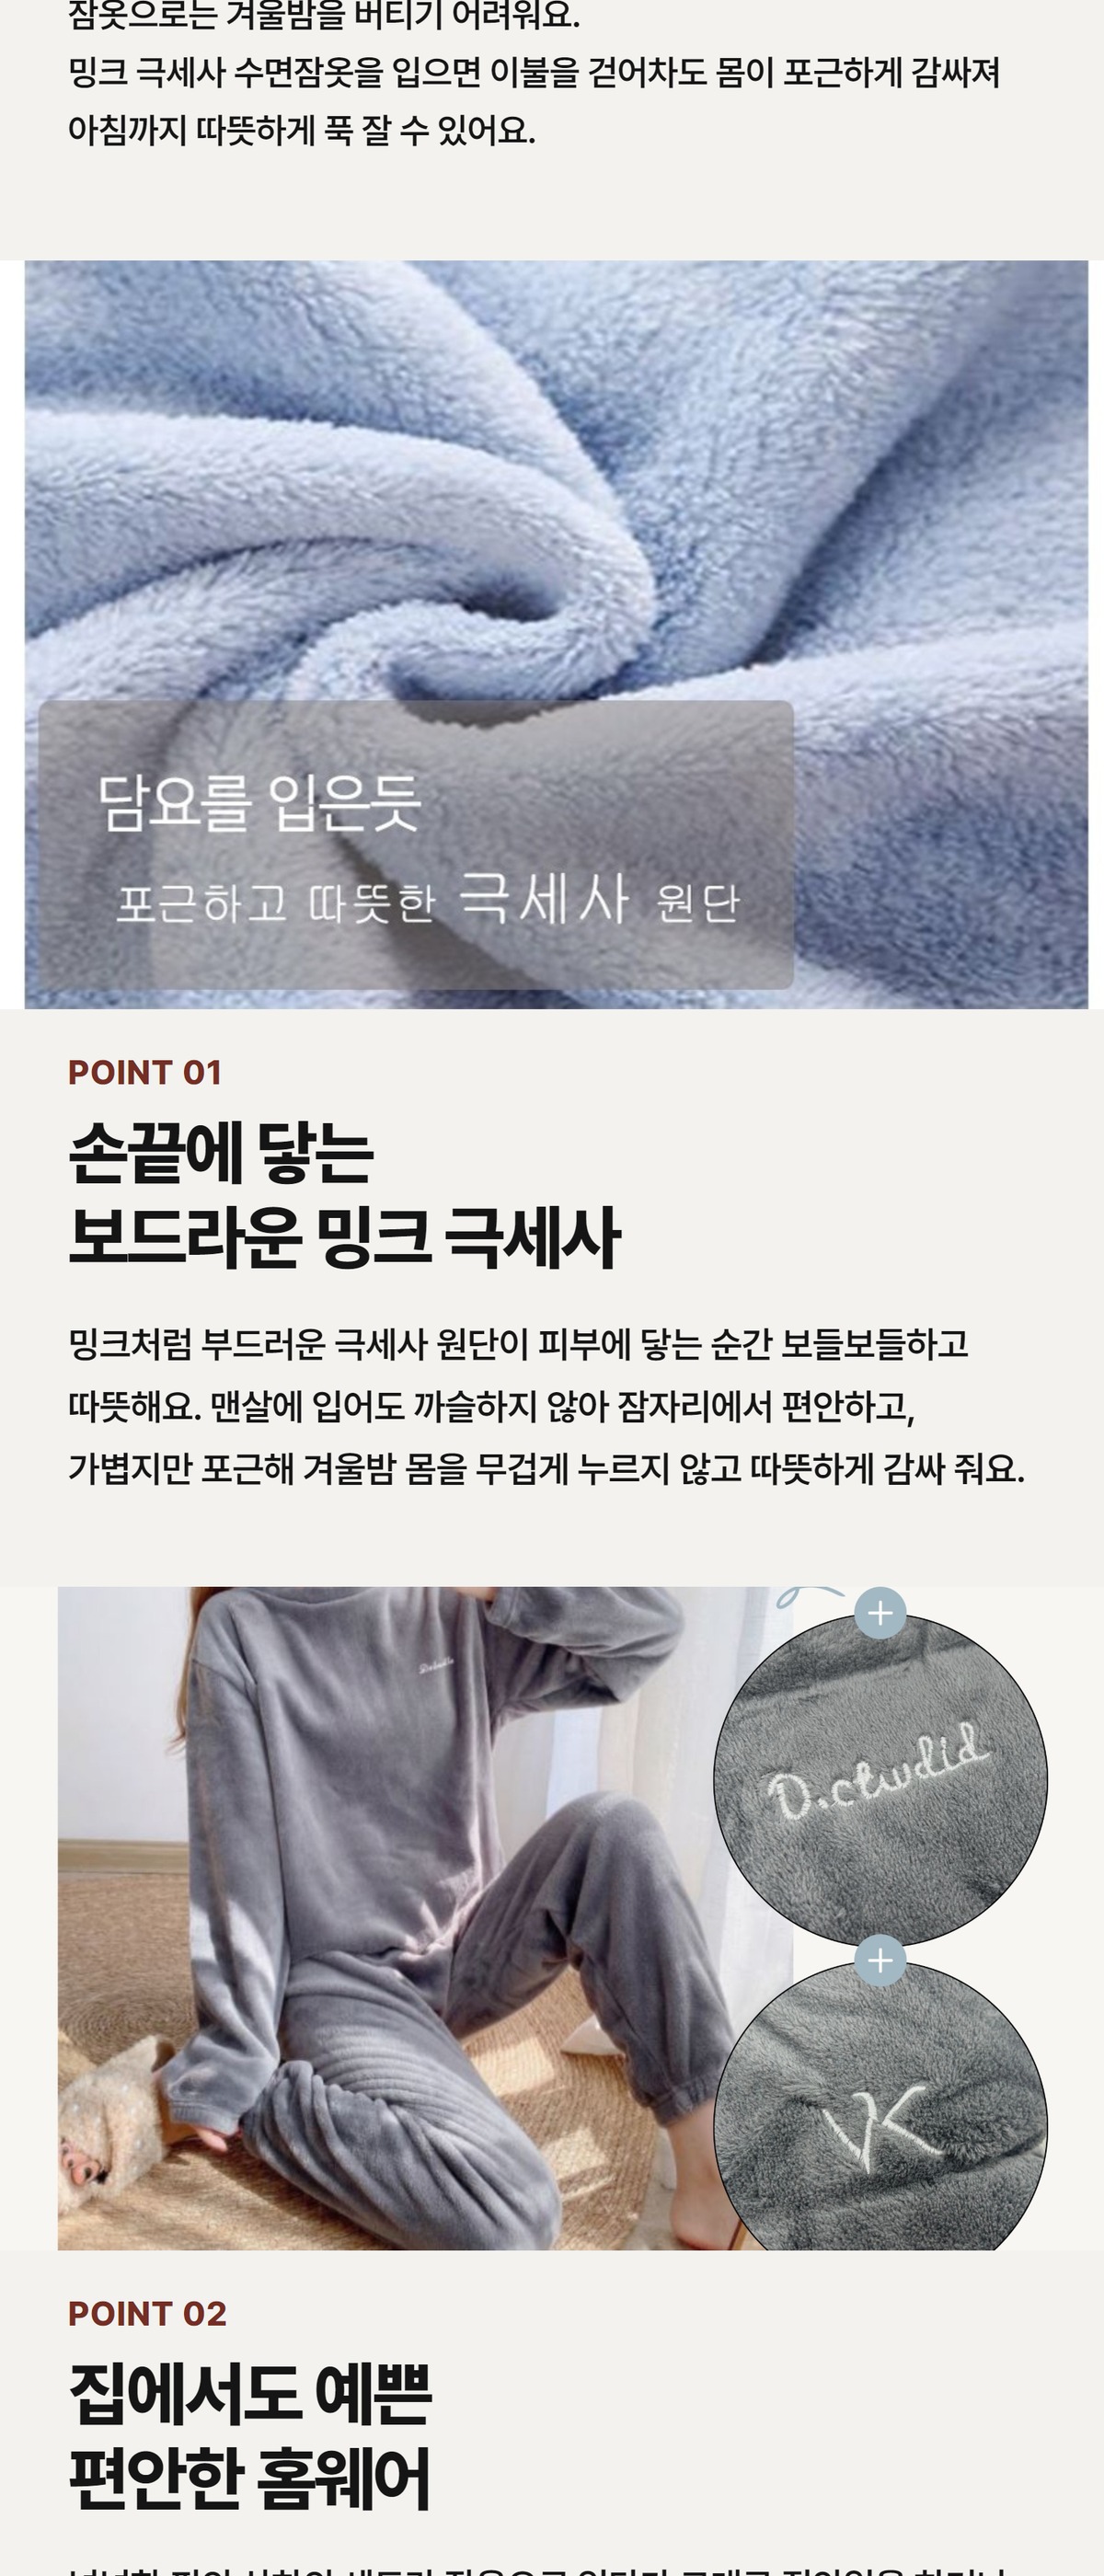 잠옷으로는 겨울밤을 버티기 어려워요.
밍크 극세사 수면잠옷을 입으면 이불을 걷어차도 몸이 포근하게 감싸져
아침까지 따뜻하게 푹 잘 수 있어요.
담요를 입은듯
포근하고 따뜻한 극세사 원단
POINT 01
손끝에 닿는
보드라운 밍크 극세사
밍크처럼 부드러운 극세사 원단이 피부에 닿는 순간 보들보들하고
따뜻해요. 맨살에 입어도 까슬하지 않아 잠자리에서 편안하고,
가볍지만 포근해 겨울밤 몸을 무겁게 누르지 않고 따뜻하게 감싸 줘요.
D.ctwdid
VK
POINT 02
집에서도 예쁜
편안한 홈웨어